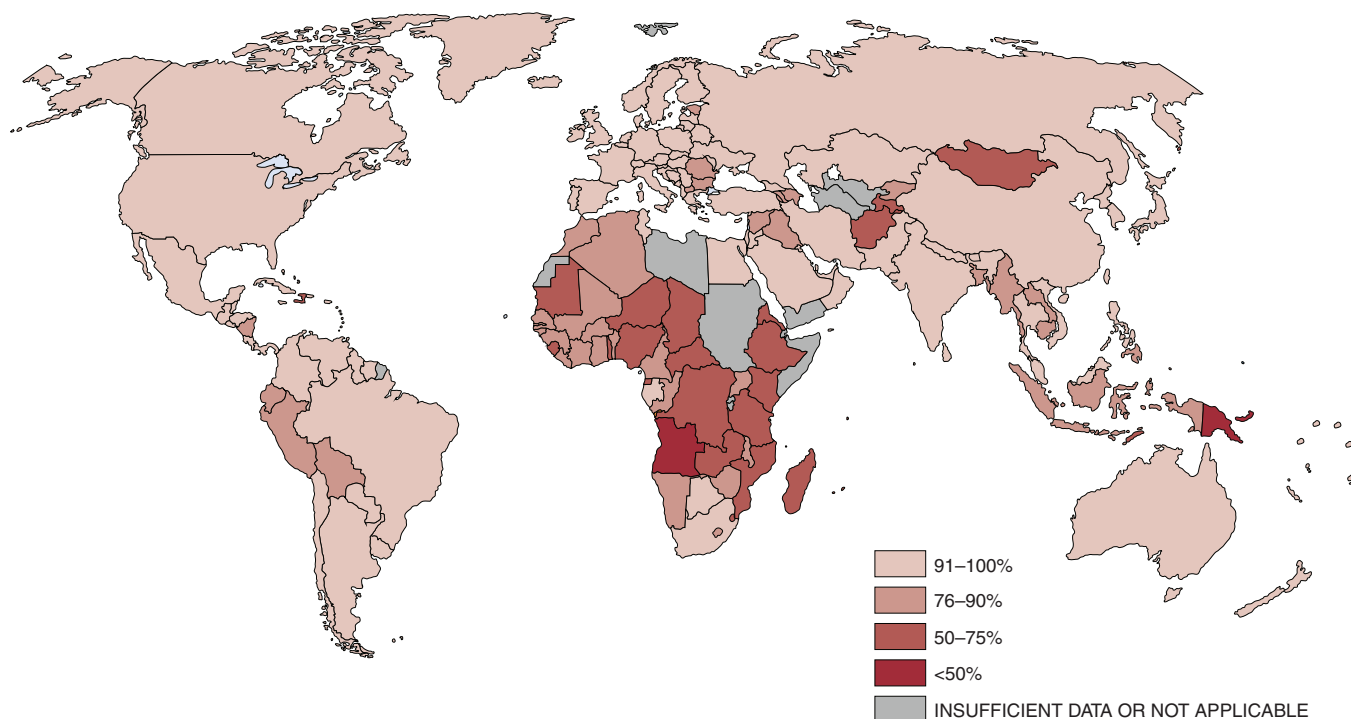 91–100%
76–90%
50–75%
<50%
INSUFFICIENT DATA OR NOT APPLICABLE